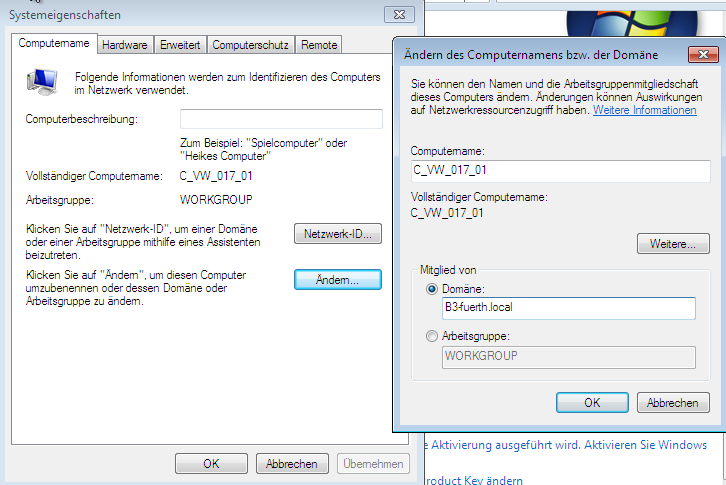 Systemeigenschaften
Computername
Hardware
Erweitert
Computerschutz
Remote
Folgende Informationen werden zum Identifizieren des Computers
im Netzwerk verwendet.
Computerbeschreibung:
Zum Beispiel: "Spielcomputer" oder
"Heikes Computer"
Vollständiger Computername:
C_VW_017_01
Arbeitsgruppe:
WORKGROUP
Klicken Sie auf "Netzwerk-ID", um einer Domäne
oder einer Arbeitsgruppe mithilfe eines Assistenten
beizutreten.
Netzwerk-ID...
Klicken Sie auf "Ändern", um diesen Computer
umzubenennen oder dessen Domäne oder
Arbeitsgruppe zu ändern.
Ändern...
OK
Abbrechen
Übernehmen
Ändern des Computernamens bzw. der Domäne
Sie können den Namen und die Arbeitsgruppenmitgliedschaft
dieses Computers ändern. Änderungen können Auswirkungen
auf Netzwerkressourcenzugriff haben. Weitere Informationen
Computername:
C_VW_017_01
Vollständiger Computername:
C_VW_017_01
Weitere...
Mitglied von
Domäne:
B3-fuerth.local
Arbeitsgruppe:
WORKGROUP
OK
Abbrechen
e Aktivierung ausgeführt wird. Aktivieren Sie Windows
roduct Key ändern